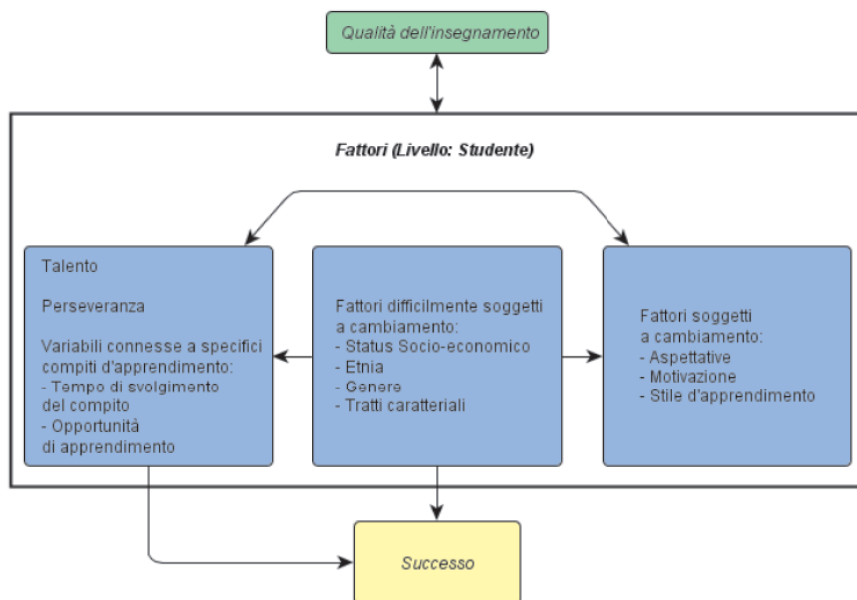 Qualità dell'insegnamento
Fattori (Livello: Studente)
Talento
Perseveranza
Variabili connesse a specifici
compiti d'apprendimento:
- Tempo di svolgimento
del compito
- Opportunità
di apprendimento
Fattori difficilmente soggetti
a cambiamento:
- Status Socio-economico
- Etnia
- Genere
- Tratti caratteriali
Fattori soggetti
a cambiamento:
- Aspettative
- Motivazione
- Stile d'apprendimento
Successo